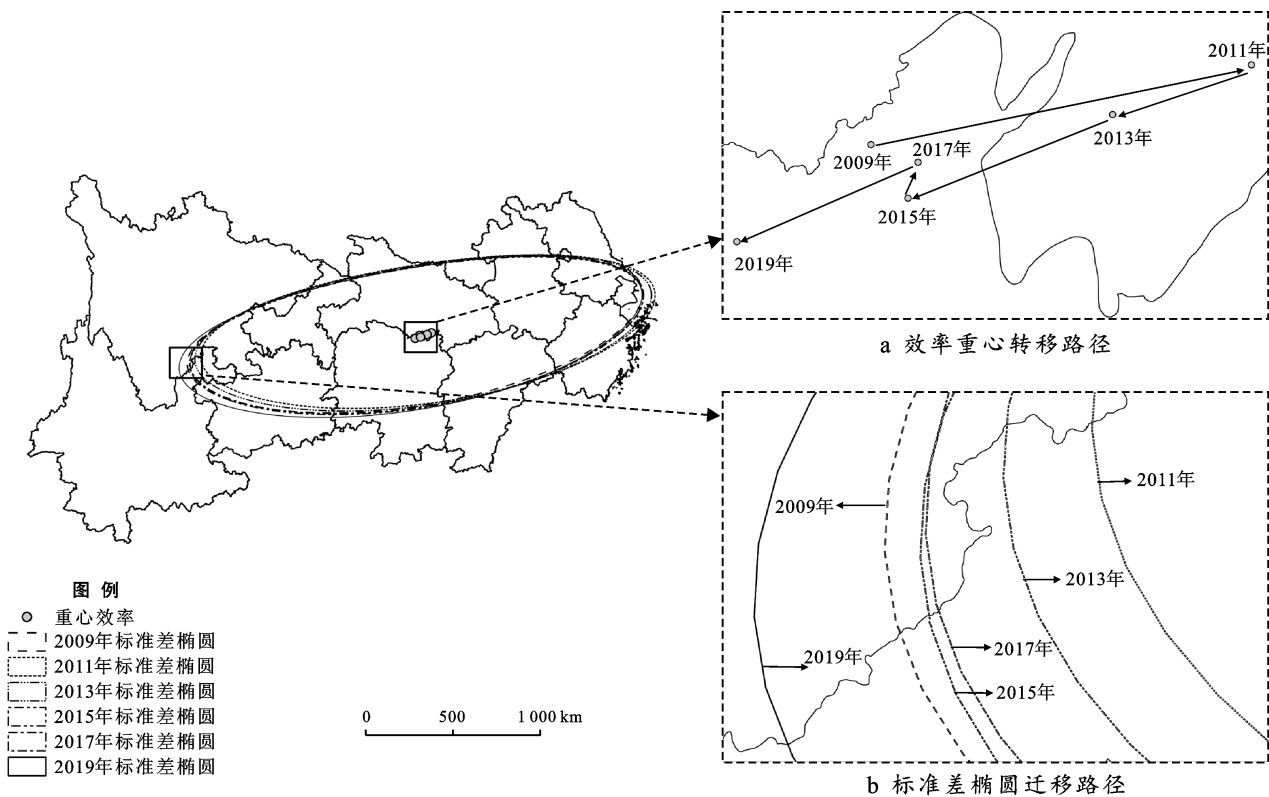 2011年
2013年
2009年
2017年
2015年
2019年
a 效率重心转移路径
2011年
2009年
2013年
2017年
2019年
2015年
b 标准差椭圆迁移路径
图 例
重心效率
2009年标准差椭圆
2011年标准差椭圆
2013年标准差椭圆
2015年标准差椭圆
2017年标准差椭圆
2019年标准差椭圆
0 500 1 000 km